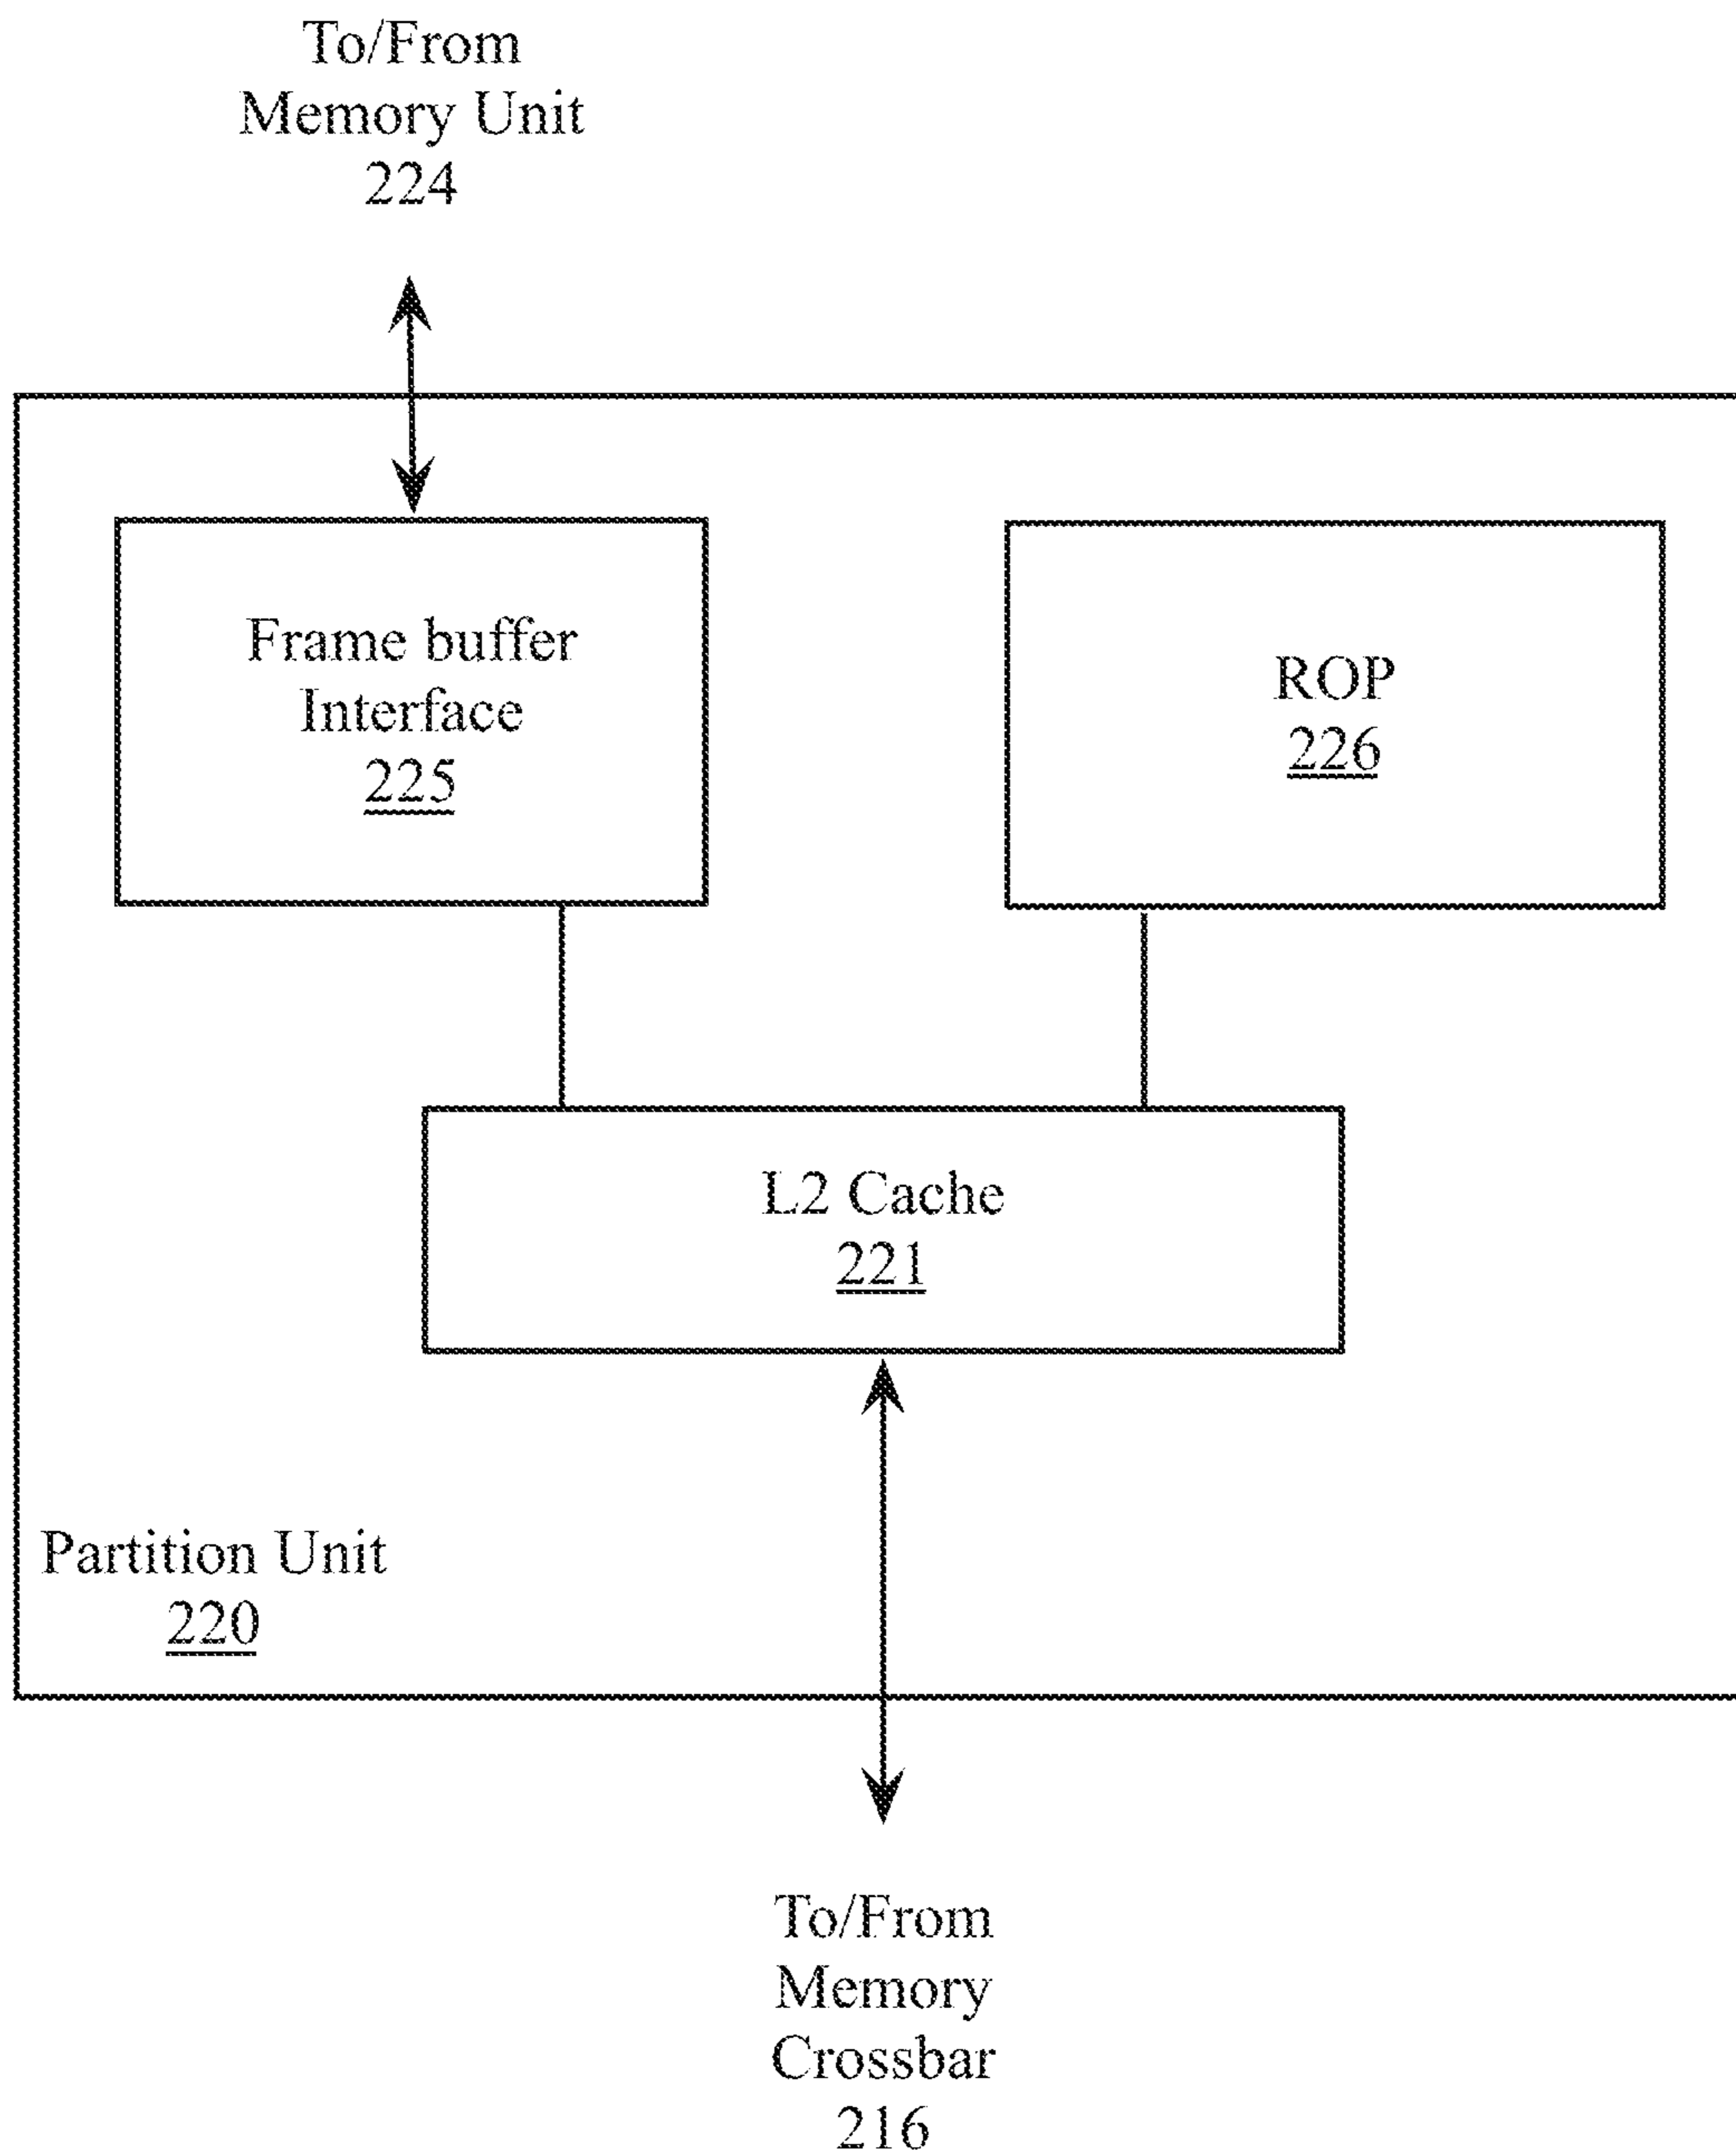 To/From
Memory Unit
224
Frame buffer
Interface
225
ROP
226
L2 Cache
221
Partition Unit
220
To/From
Memory
Crossbar
216